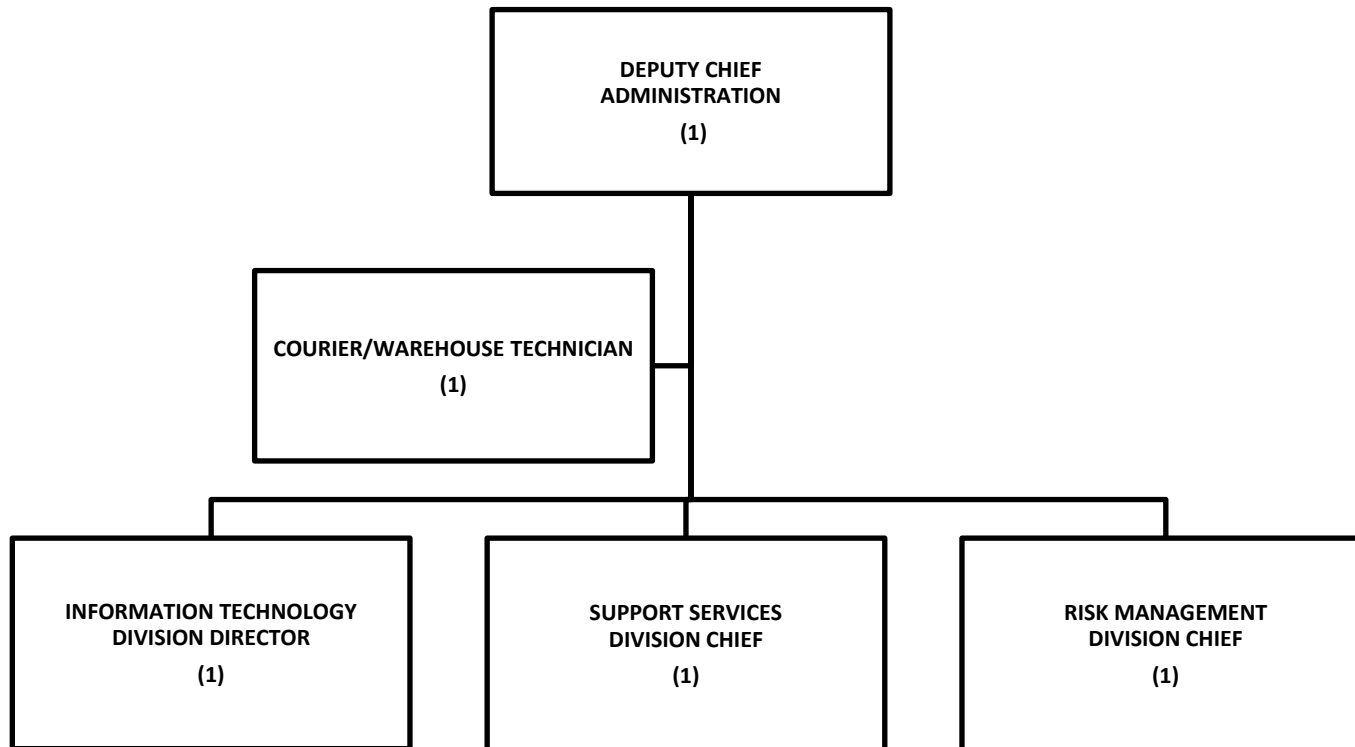 DEPUTY CHIEF
ADMINISTRATION
(1)
COURIER/WAREHOUSE TECHNICIAN
(1)
INFORMATION TECHNOLOGY
DIVISION DIRECTOR
(1)
SUPPORT SERVICES
DIVISION CHIEF
(1)
RISK MANAGEMENT
DIVISION CHIEF
(1)